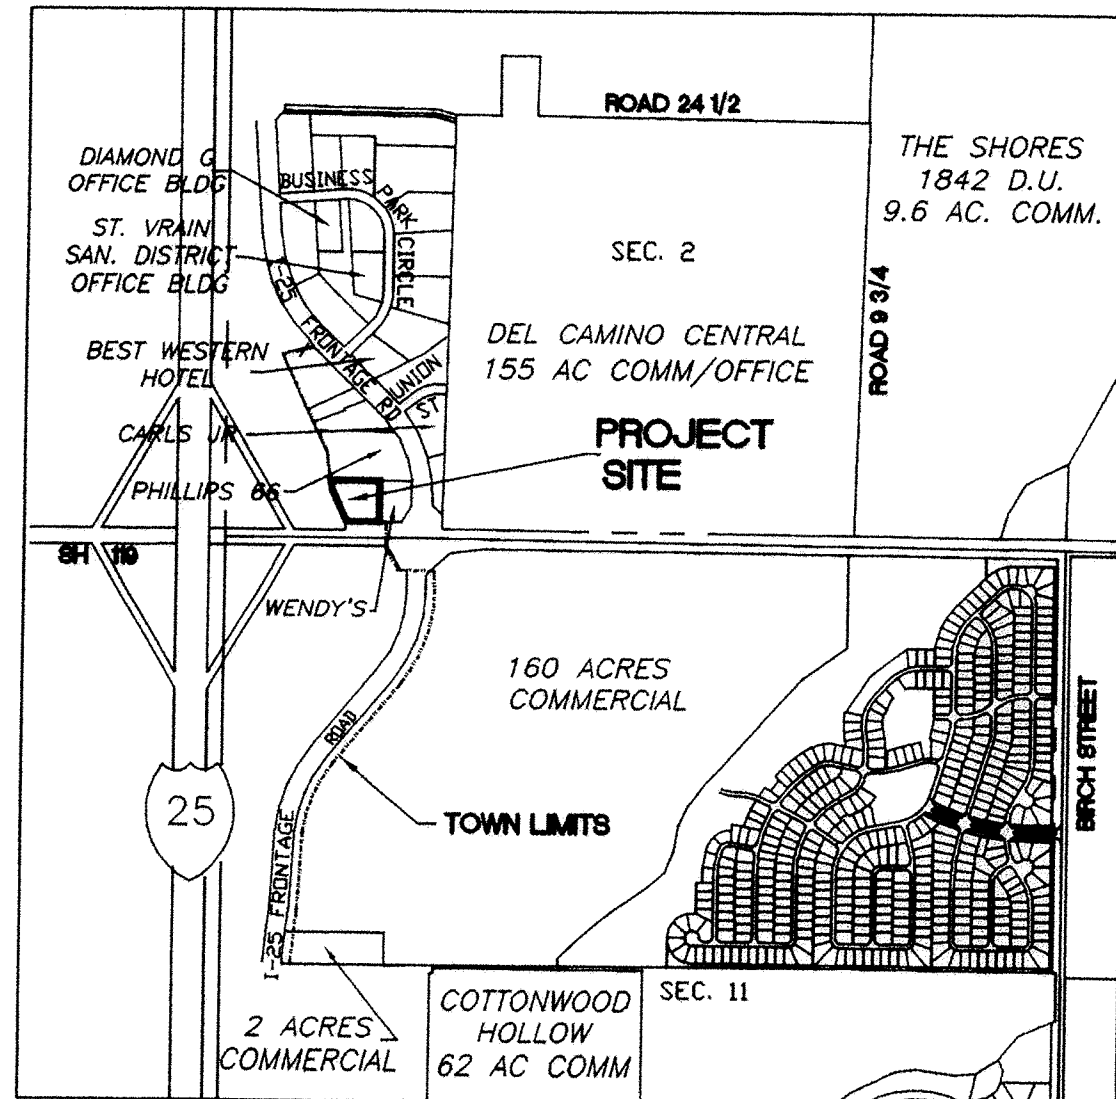 ROAD 24 1/2
THE SHORES
1842 D.U.
9.6 AC. COMM.
DIAMOND G
OFFICE BLDG
BUSINESS
PARK
CIRCLE
ST. VRAIN
SAN. DISTRICT
OFFICE BLDG
SEC. 2
I-25 FRONTAGE RD
ROAD 9 3/4
DEL CAMINO CENTRAL
155 AC COMM/OFFICE
BEST WESTERN
HOTEL
UNION
ST
CARLS JR
PROJECT
SITE
PHILLIPS 66
SH 119
WENDY'S
160 ACRES
COMMERCIAL
BIRCH STREET
25
TOWN LIMITS
I-25 FRONTAGE
ROAD
2 ACRES
COMMERCIAL
COTTONWOOD
HOLLOW
62 AC COMM
SEC. 11